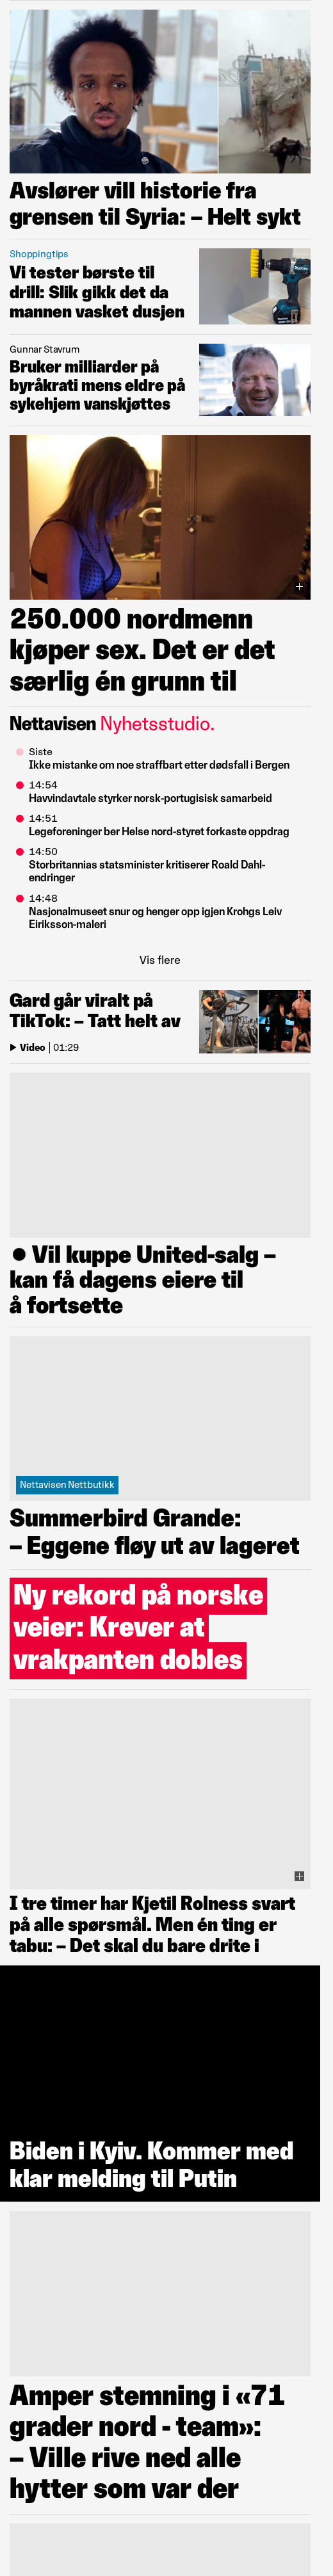 Avslører vill historie fra
grensen til Syria: – Helt sykt
Shoppingtips
Vi tester børste til
drill: Slik gikk det da
mannen vasket dusjen
Gunnar Stavrum
Bruker milliarder på
byråkrati mens eldre på
sykehjem vanskjøttes
250.000 nordmenn
kjøper sex. Det er det
særlig én grunn til
Nettavisen Nyhetsstudio.
Siste
Ikke mistanke om noe straffbart etter dødsfall i Bergen
14:54
Havvindavtale styrker norsk-portugisisk samarbeid
14:51
Legeforeninger ber Helse nord-styret forkaste oppdrag
14:50
Storbritannias statsminister kritiserer Roald Dahl-
endringer
14:48
Nasjonalmuseet snur og henger opp igjen Krohgs Leiv
Eiriksson-maleri
Vis flere
Gard går viralt på
TikTok: – Tatt helt av
Video 01:29
Vil kuppe United-salg –
kan få dagens eiere til
å fortsette
Nettavisen Nettbutikk
Summerbird Grande:
– Eggene fløy ut av lageret
Ny rekord på norske
veier: Krever at
vrakpanten dobles
I tre timer har Kjetil Rolness svart
på alle spørsmål. Men én ting er
tabu: – Det skal du bare drite i
Biden i Kyiv. Kommer med
klar melding til Putin
Amper stemning i «71
grader nord - team»:
– Ville rive ned alle
hytter som var der